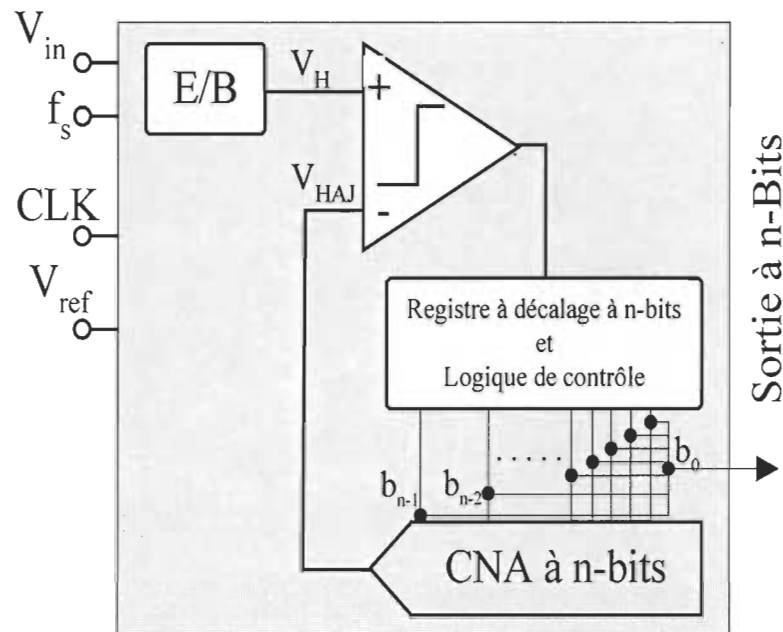 V_in
f_s
CLK
V_ref
E/B
V_H
+
V_HAJ
-
Registre à décalage à n-bits
et
Logique de contrôle
.....
b_n-1
b_n-2
b_0
CNA à n-bits
Sortie à n-Bits